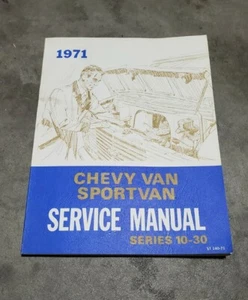 1971
CHEVY VAN
SPORTVAN
SERVICE MANUAL
SERIES 10-30